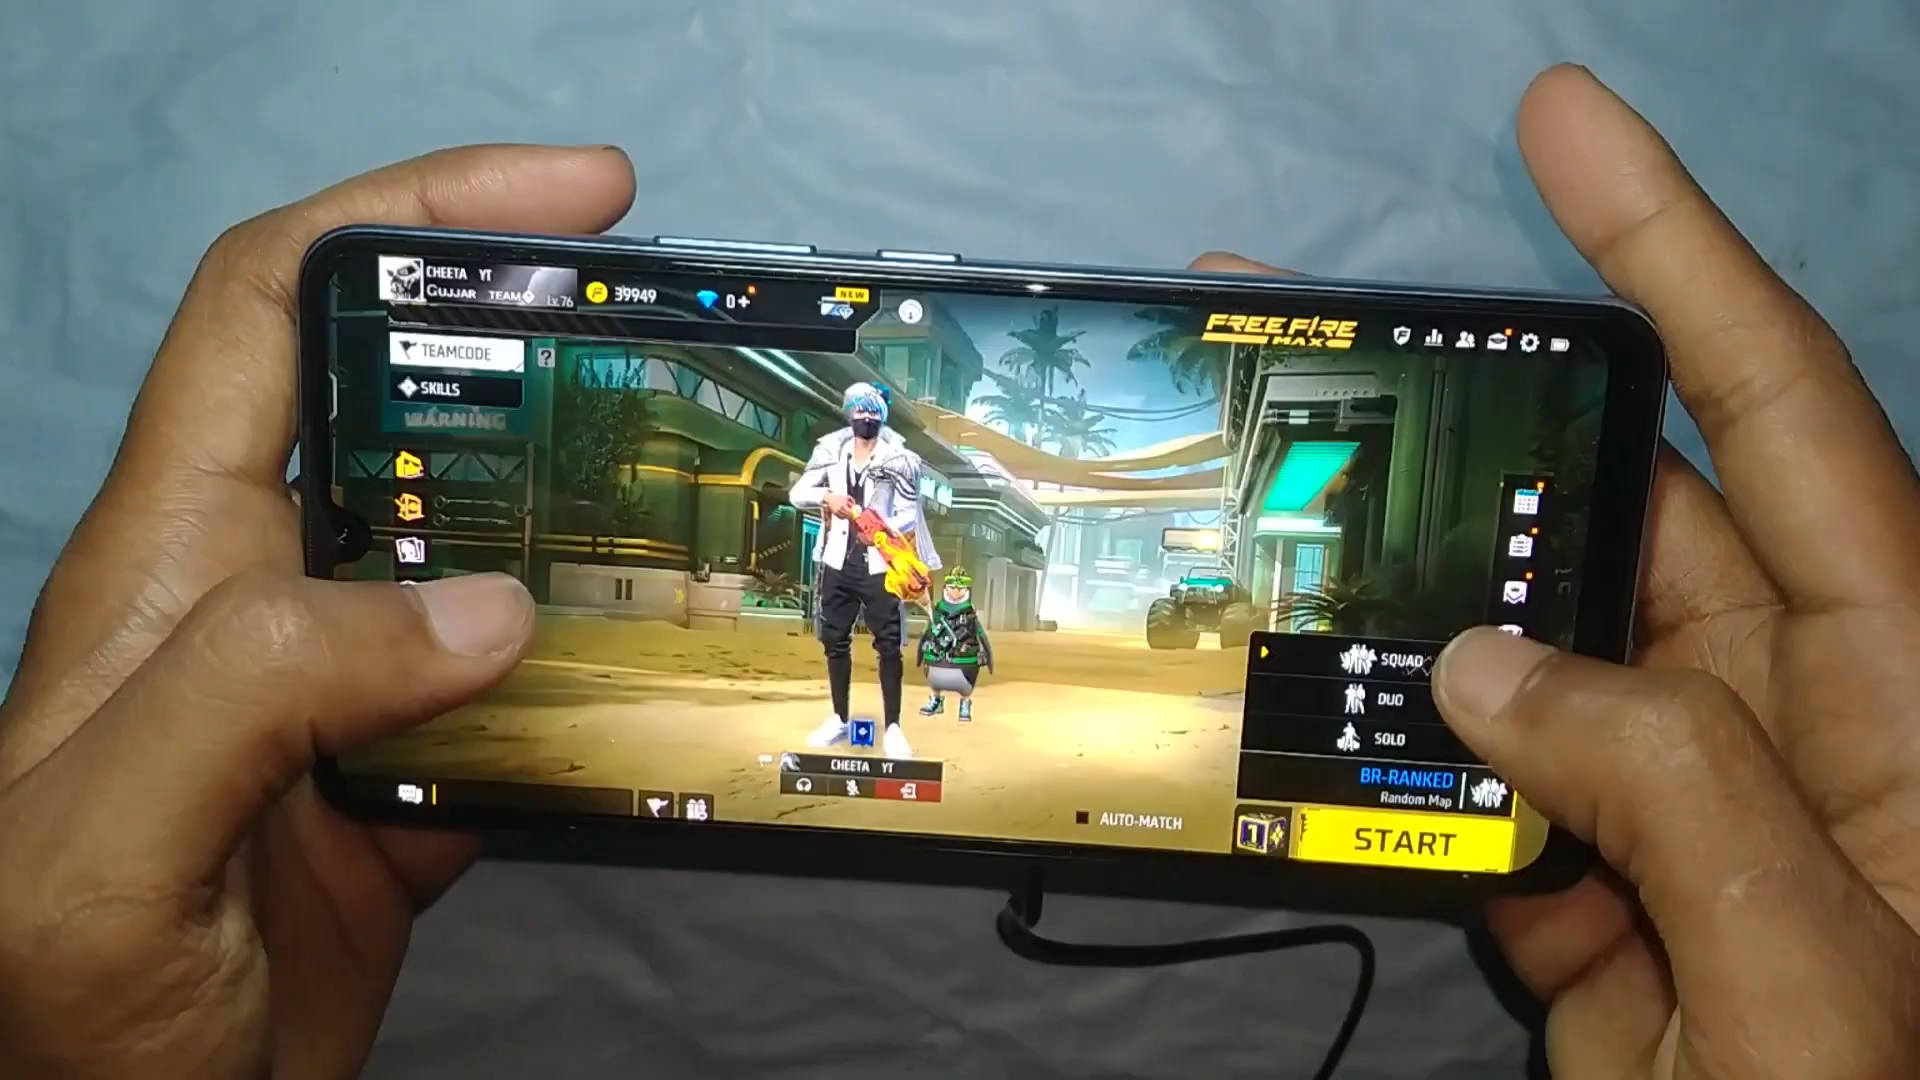 CHEETA YT
GUJJAR TEAM
Lv.76
39949
0+
NEW
FREE FIRE
MAX
TEAMCODE
?
SKILLS
WARNING
SQUAD
DUO
SOLO
BR-RANKED
Random Map
CHEETA YT
AUTO-MATCH
1
START